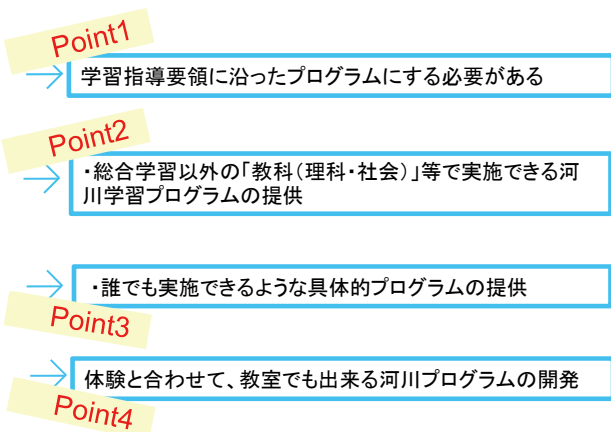 Point1
学習指導要領に沿ったプログラムにする必要がある
Point2
・総合学習以外の「教科（理科・社会）」等で実施できる河
川学習プログラムの提供
・誰でも実施できるような具体的プログラムの提供
Point3
体験と合わせて、教室でも出来る河川プログラムの開発
Point4